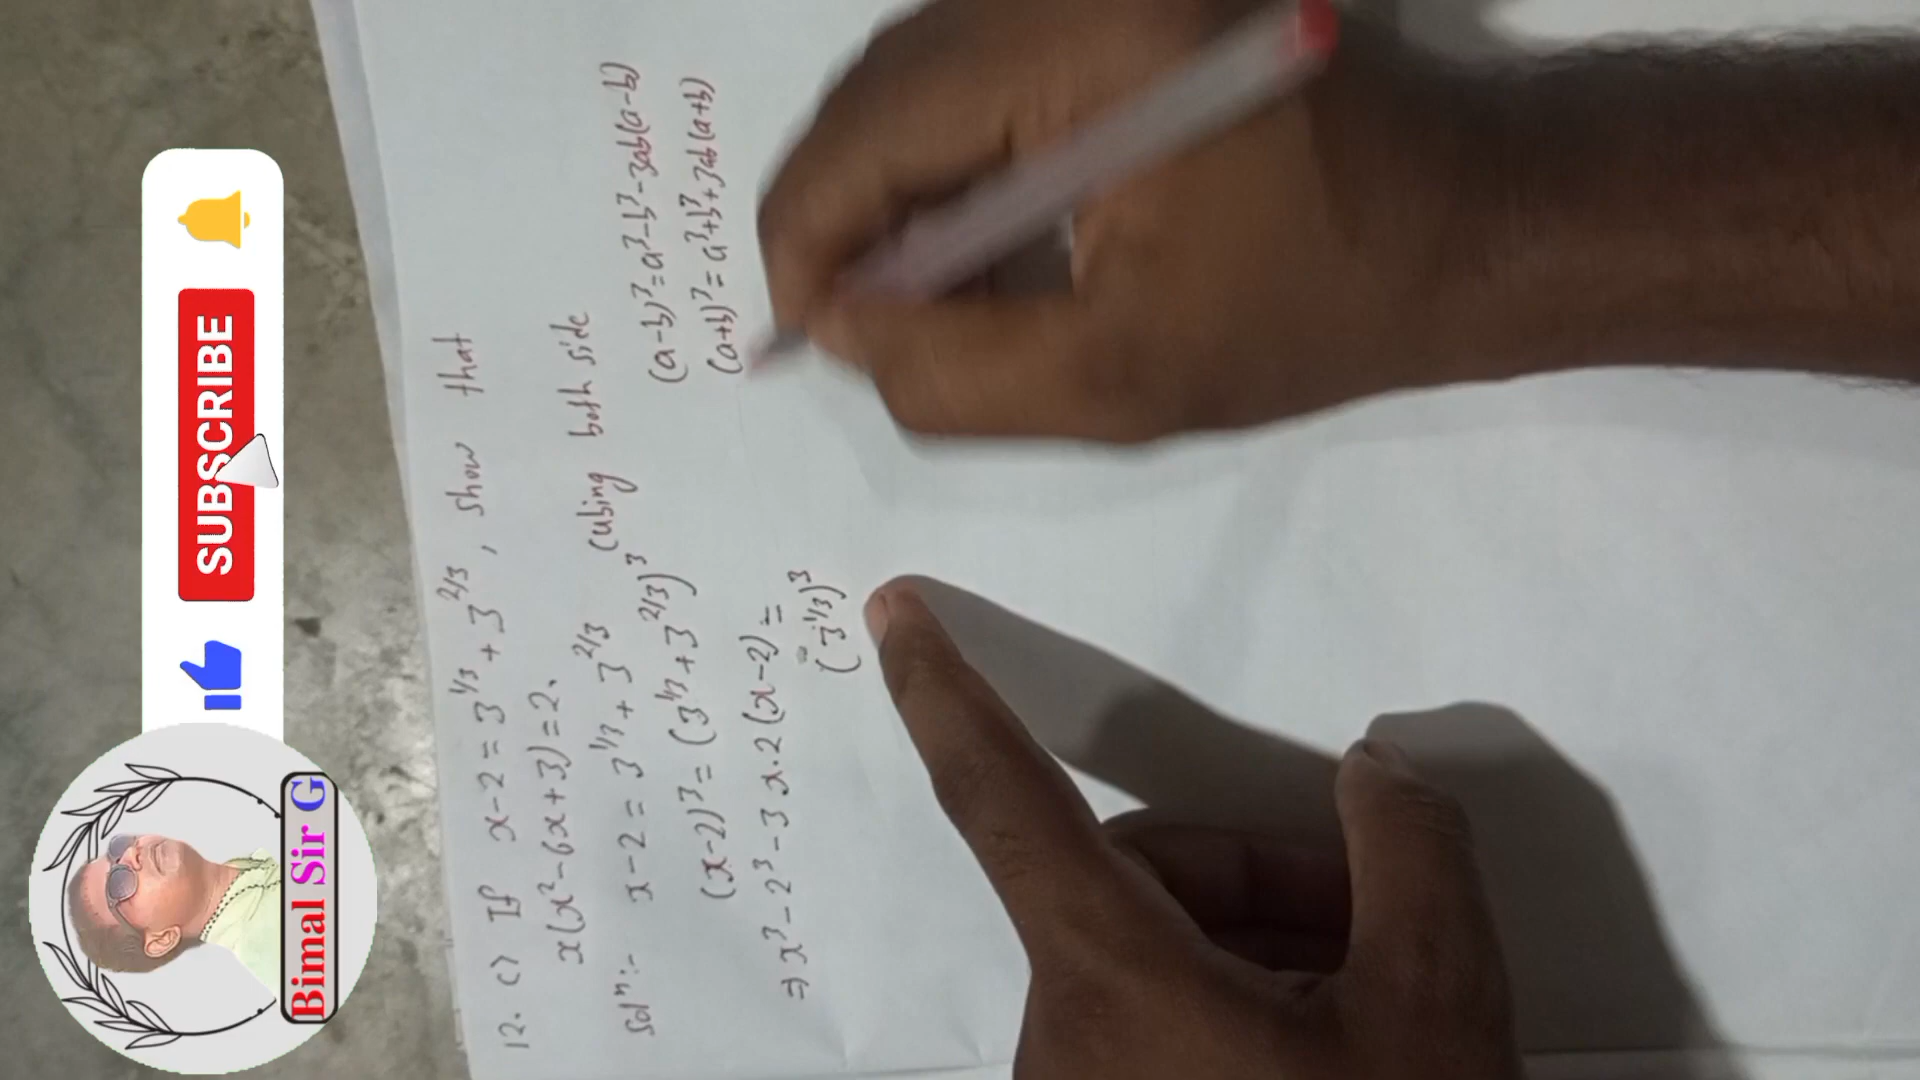 12. c) If x-2 = 3^1/3 + 3^2/3, show that
x(x²-6x+3)=2.
Solⁿ:- x-2 = 3^1/3 + 3^2/3 Cubing both side
(x-2)³ = (3^1/3 + 3^2/3)³
(a-b)³=a³-b³-3ab(a-b)
(a+b)³=a³+b³+3ab(a+b)
⇒ x³-2³-3x.2(x-2) =
(3^1/3)³
SUBSCRIBE
Bimal Sir G